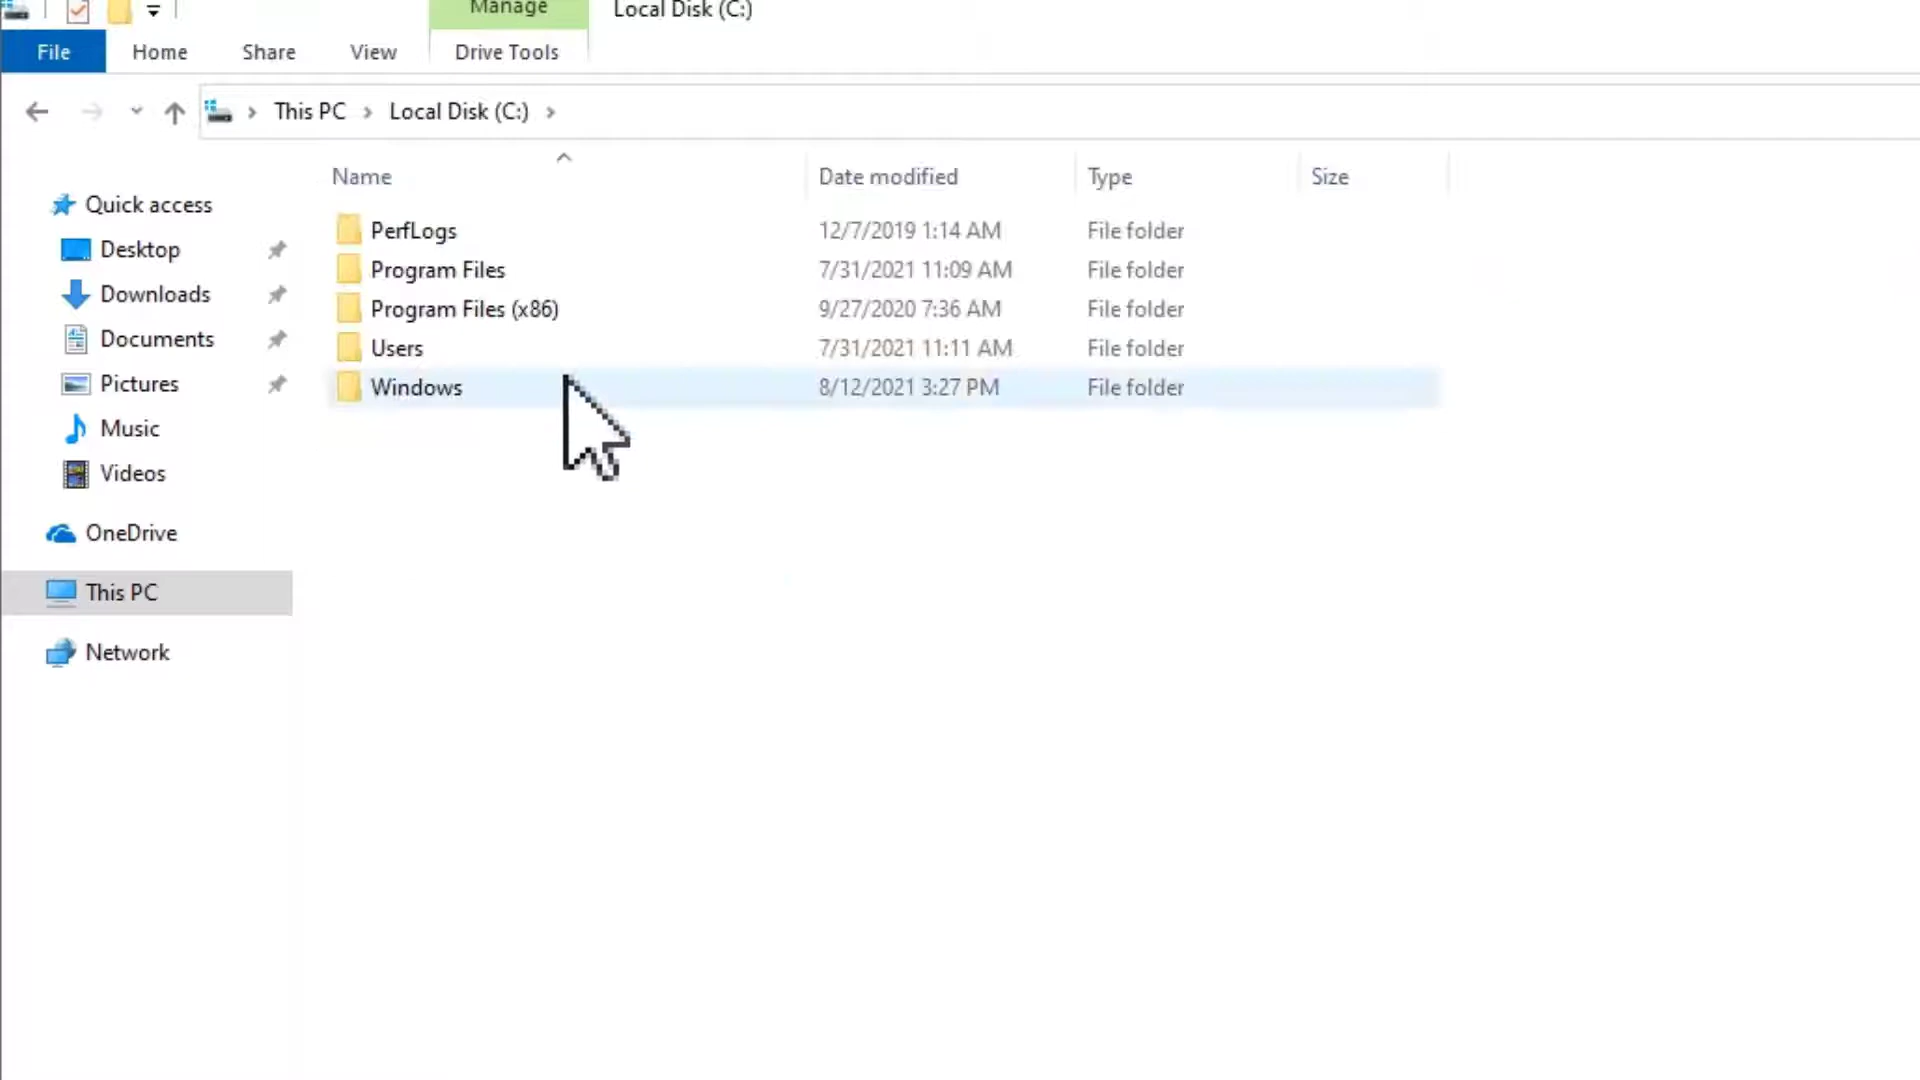 Manage
Local Disk (C:)
File
Home
Share
View
Drive Tools
This PC
Local Disk (C:)
Name
Date modified
Type
Size
Quick access
Desktop
Downloads
Documents
Pictures
Music
Videos
OneDrive
This PC
Network
PerfLogs 12/7/2019 1:14 AM File folder
Program Files 7/31/2021 11:09 AM File folder
Program Files (x86) 9/27/2020 7:36 AM File folder
Users 7/31/2021 11:11 AM File folder
Windows 8/12/2021 3:27 PM File folder